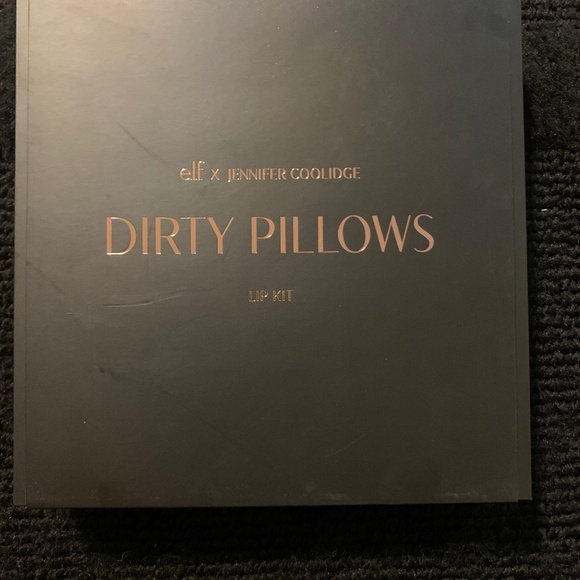 e.l.f. x JENNIFER COOLIDGE
DIRTY PILLOWS
LIP KIT